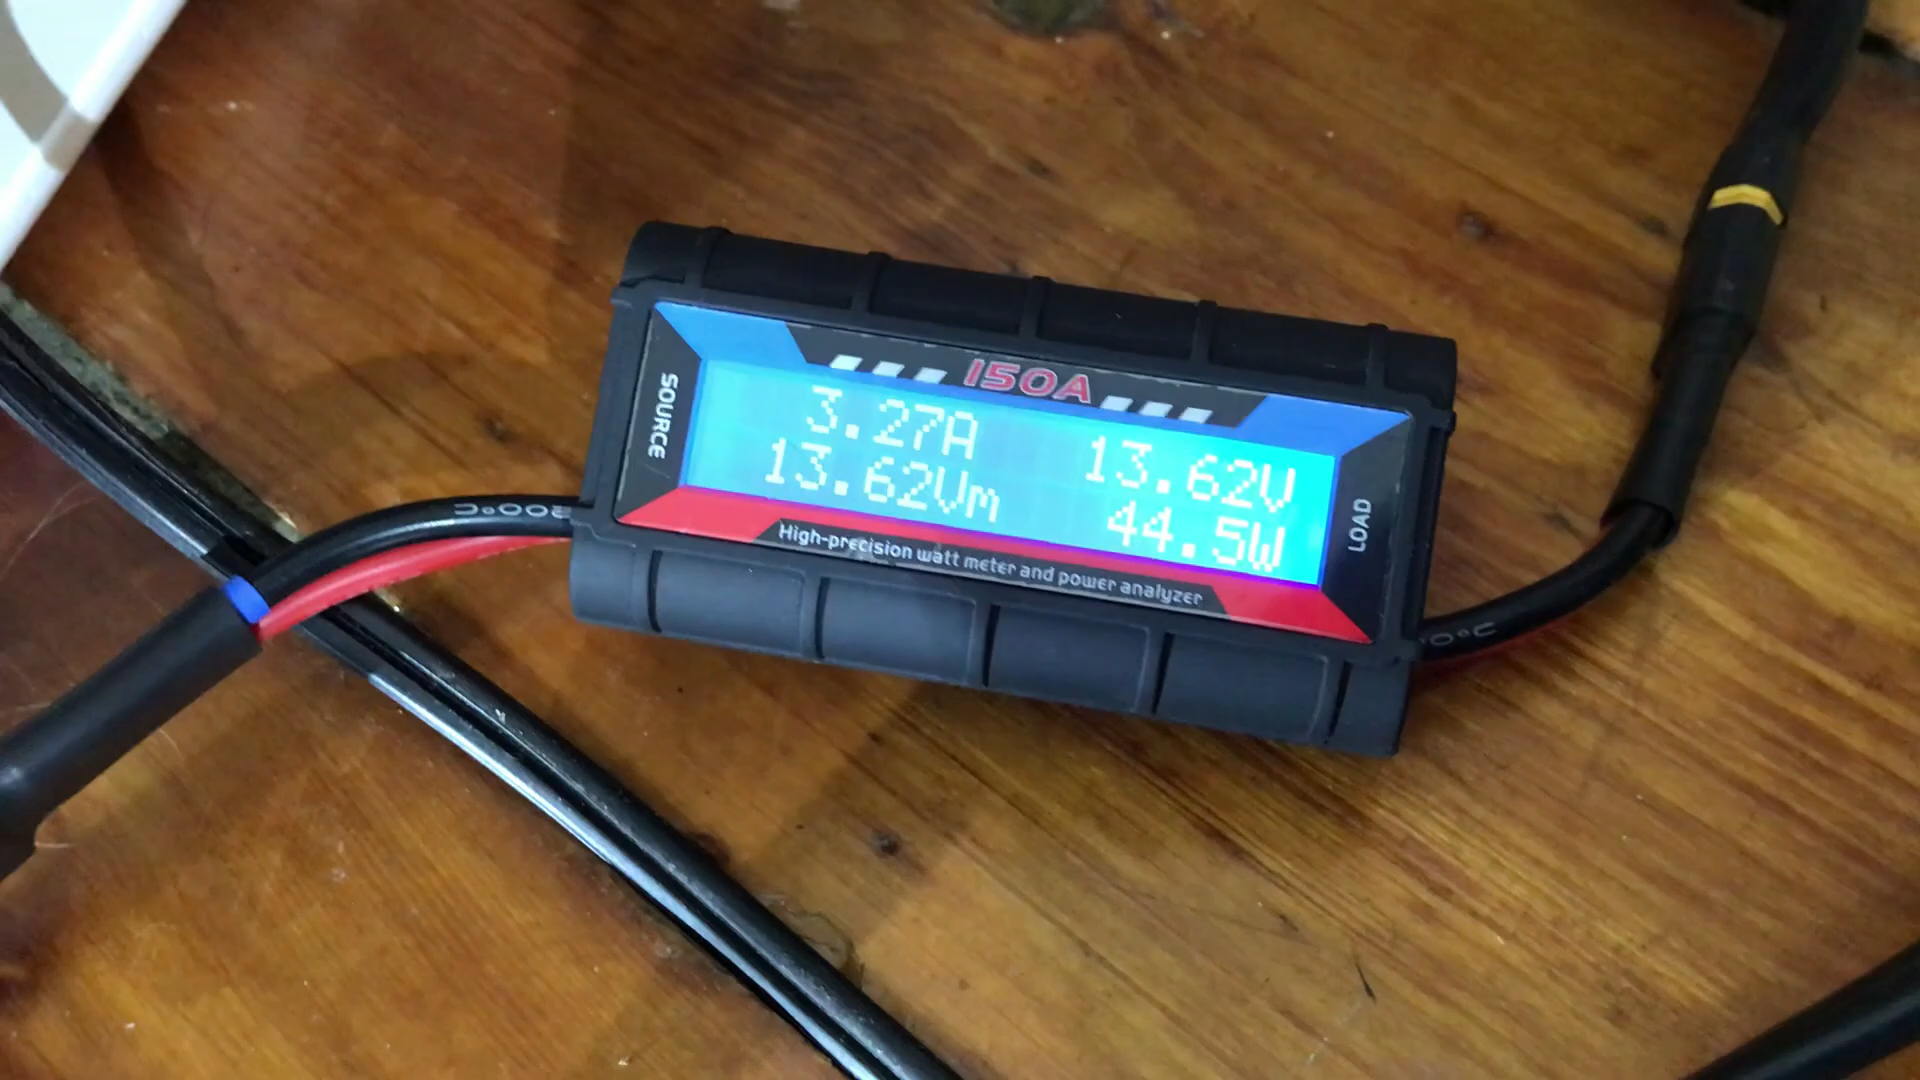 150A
SOURCE
3.27A 13.62V
13.62Vm 44.5W
LOAD
High-precision watt meter and power analyzer